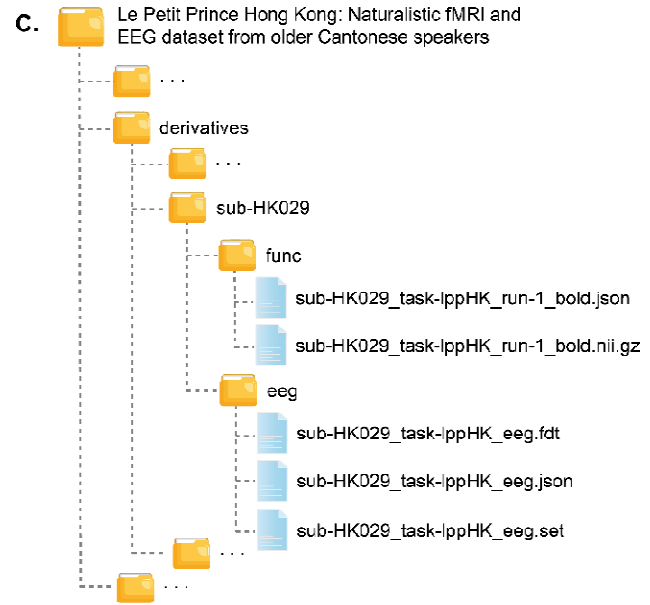 C.
Le Petit Prince Hong Kong: Naturalistic fMRI and
EEG dataset from older Cantonese speakers
. . .
derivatives
. . .
sub-HK029
func
sub-HK029_task-lppHK_run-1_bold.json
sub-HK029_task-lppHK_run-1_bold.nii.gz
eeg
sub-HK029_task-lppHK_eeg.fdt
sub-HK029_task-lppHK_eeg.json
sub-HK029_task-lppHK_eeg.set
. . .
. . .